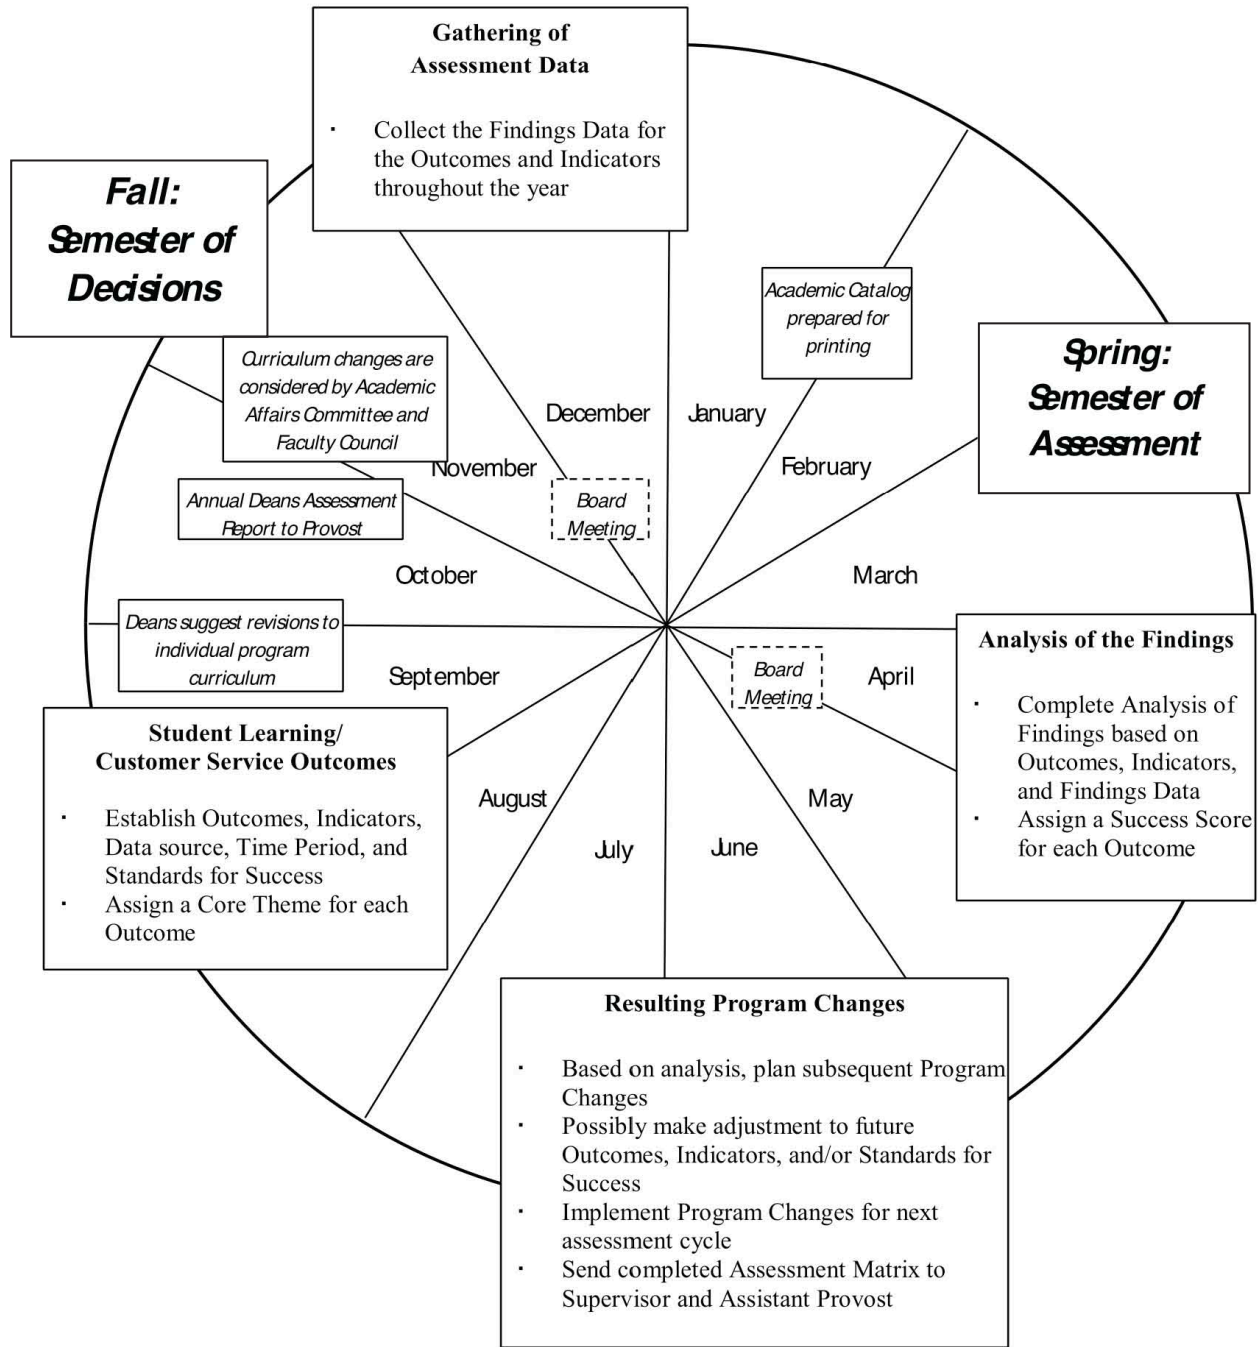 Gathering of
Assessment Data
· Collect the Findings Data for
the Outcomes and Indicators
throughout the year
Fall:
Semester of
Decisions
Academic Catalog
prepared for
printing
Spring:
Semester of
Assessment
Curriculum changes are
considered by Academic
Affairs Committee and
Faculty Council
December
January
November
February
Annual Deans Assessment
Report to Provost
Board
Meeting
October
March
Deans suggest revisions to
individual program
curriculum
September
Board
Meeting
April
Analysis of the Findings
· Complete Analysis of
Findings based on
Outcomes, Indicators,
and Findings Data
· Assign a Success Score
for each Outcome
Student Learning/
Customer Service Outcomes
· Establish Outcomes, Indicators,
Data source, Time Period, and
Standards for Success
· Assign a Core Theme for each
Outcome
August
May
July
June
Resulting Program Changes
· Based on analysis, plan subsequent Program
Changes
· Possibly make adjustment to future
Outcomes, Indicators, and/or Standards for
Success
· Implement Program Changes for next
assessment cycle
· Send completed Assessment Matrix to
Supervisor and Assistant Provost